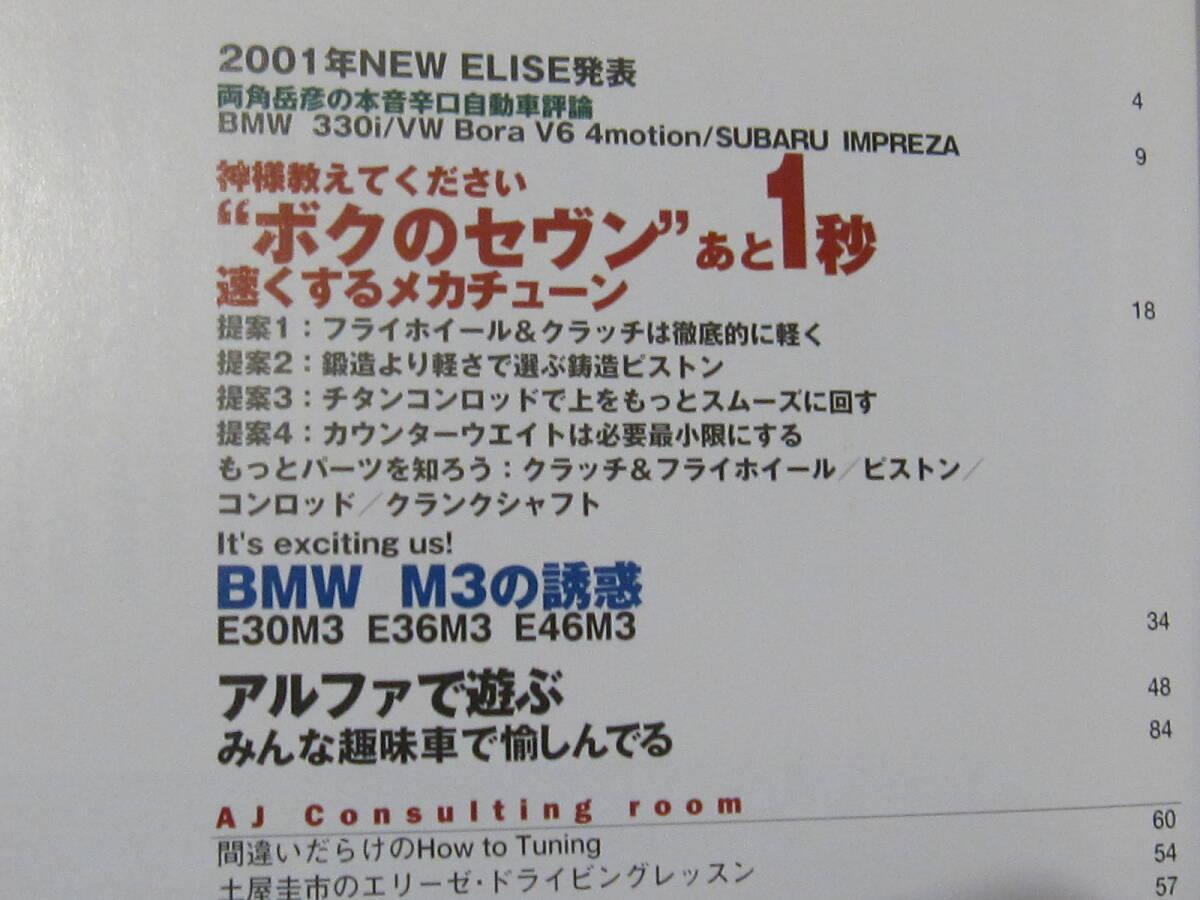 2001年NEW ELISE発表 4
両角岳彦の本音辛口自動車評論
BMW 330i/VW Bora V6 4motion/SUBARU IMPREZA 9
神様教えてください
“ボクのセヴン”あと1秒
速くするメカチューン 18
提案1：フライホイール&クラッチは徹底的に軽く
提案2：鍛造より軽さで選ぶ鋳造ピストン
提案3：チタンコンロッドで上をもっとスムーズに回す
提案4：カウンターウエイトは必要最小限にする
もっとパーツを知ろう：クラッチ&フライホイール／ピストン／
コンロッド／クランクシャフト
It's exciting us!
BMW M3の誘惑
E30M3 E36M3 E46M3 34
アルファで遊ぶ 48
みんな趣味車で愉しんでる 84
AJ Consulting room
60
間違いだらけのHow to Tuning 54
土屋圭市のエリーゼ・ドライビングレッスン 57